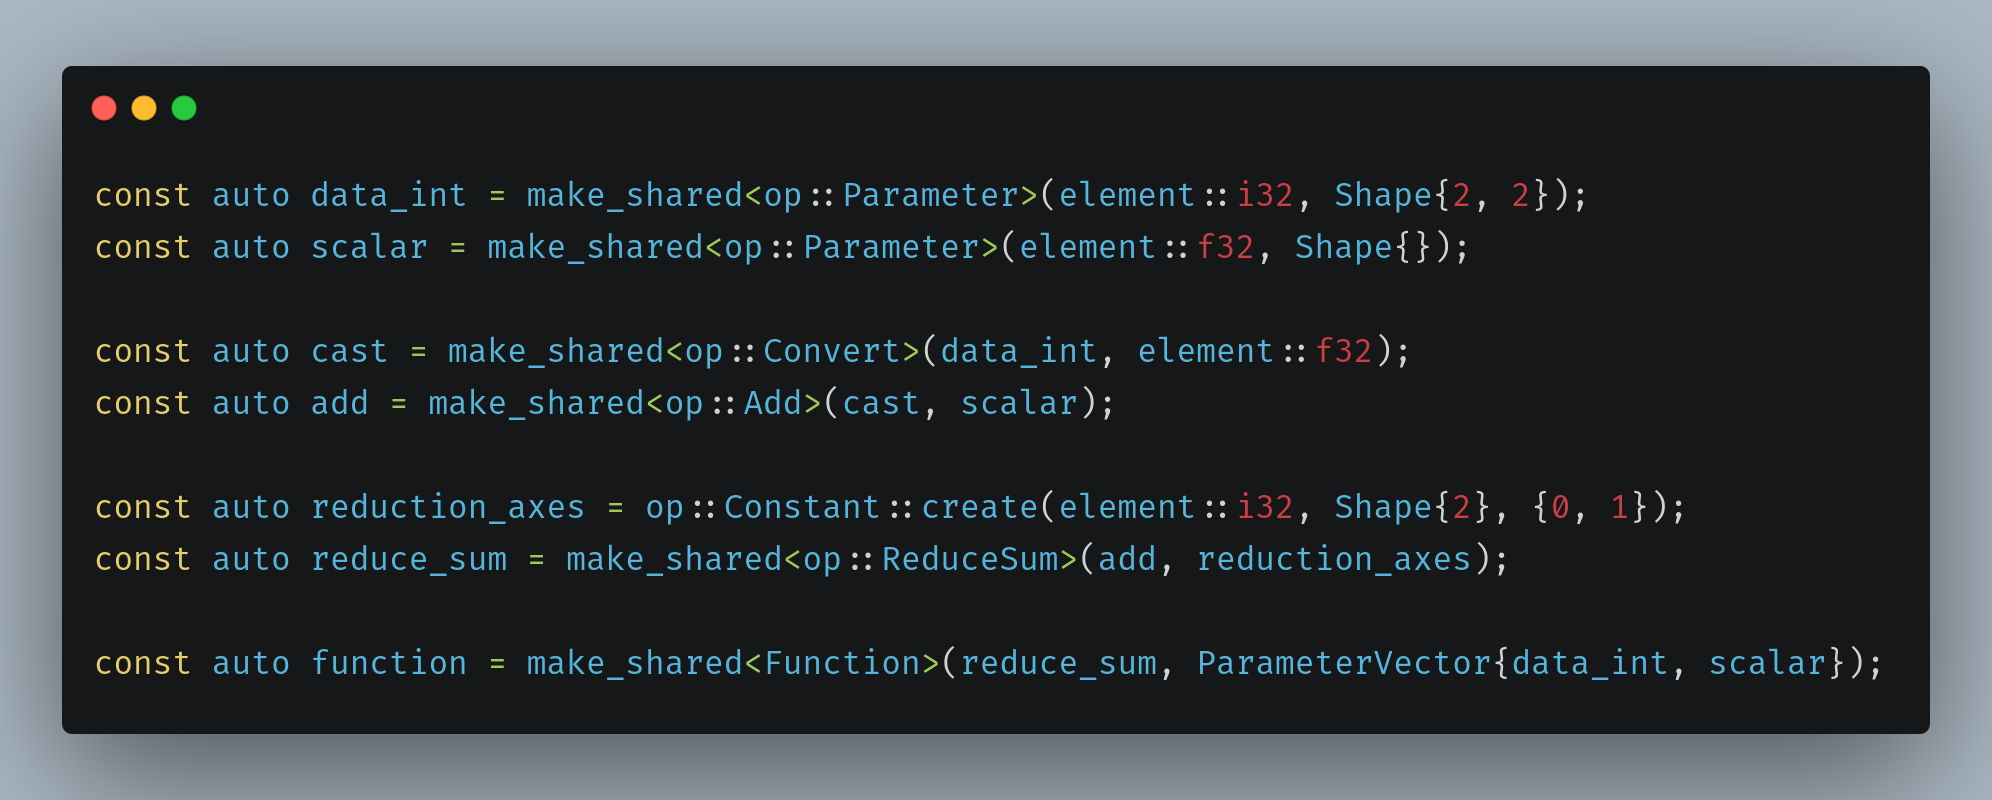 const auto data_int = make_shared<op::Parameter>(element::i32, Shape{2, 2});
const auto scalar = make_shared<op::Parameter>(element::f32, Shape{});
const auto cast = make_shared<op::Convert>(data_int, element::f32);
const auto add = make_shared<op::Add>(cast, scalar);
const auto reduction_axes = op::Constant::create(element::i32, Shape{2}, {0, 1});
const auto reduce_sum = make_shared<op::ReduceSum>(add, reduction_axes);
const auto function = make_shared<Function>(reduce_sum, ParameterVector{data_int, scalar});